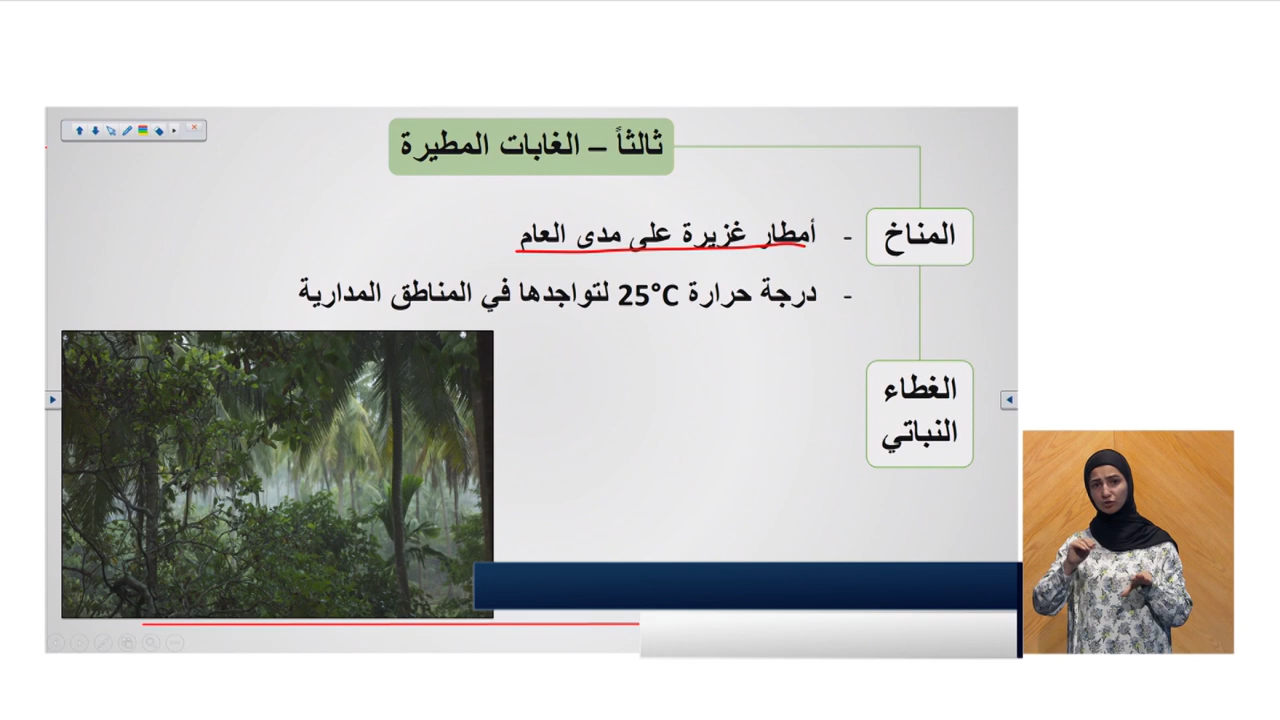 ثالثاً – الغابات المطيرة
المناخ
- أمطار غزيرة على مدى العام
- درجة حرارة 25°C لتواجدها في المناطق المدارية
الغطاء
النباتي